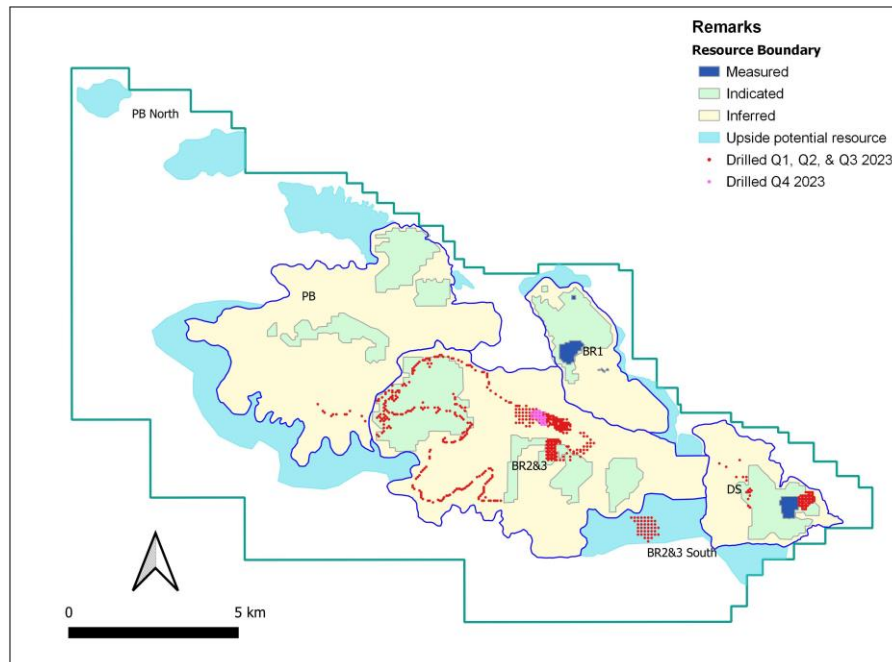 Remarks
Resource Boundary
Measured
Indicated
Inferred
Upside potential resource
Drilled Q1, Q2, & Q3 2023
Drilled Q4 2023
PB North
PB
BR1
BR2&3
DS
BR2&3 South
0 5 km